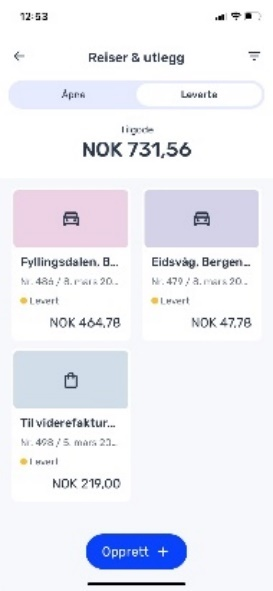 12:53
Reiser & utlegg
Åpne
Leverte
Tilgode
NOK 731,56
Fyllingsdalen, B...
Nr. 486 / 8. mars 20...
Levert
NOK 464,78
Eidsvåg, Bergen...
Nr. 479 / 8. mars 20...
Levert
NOK 47,78
Til viderefaktur...
Nr. 498 / 5. mars 20...
Levert
NOK 219,00
Opprett +